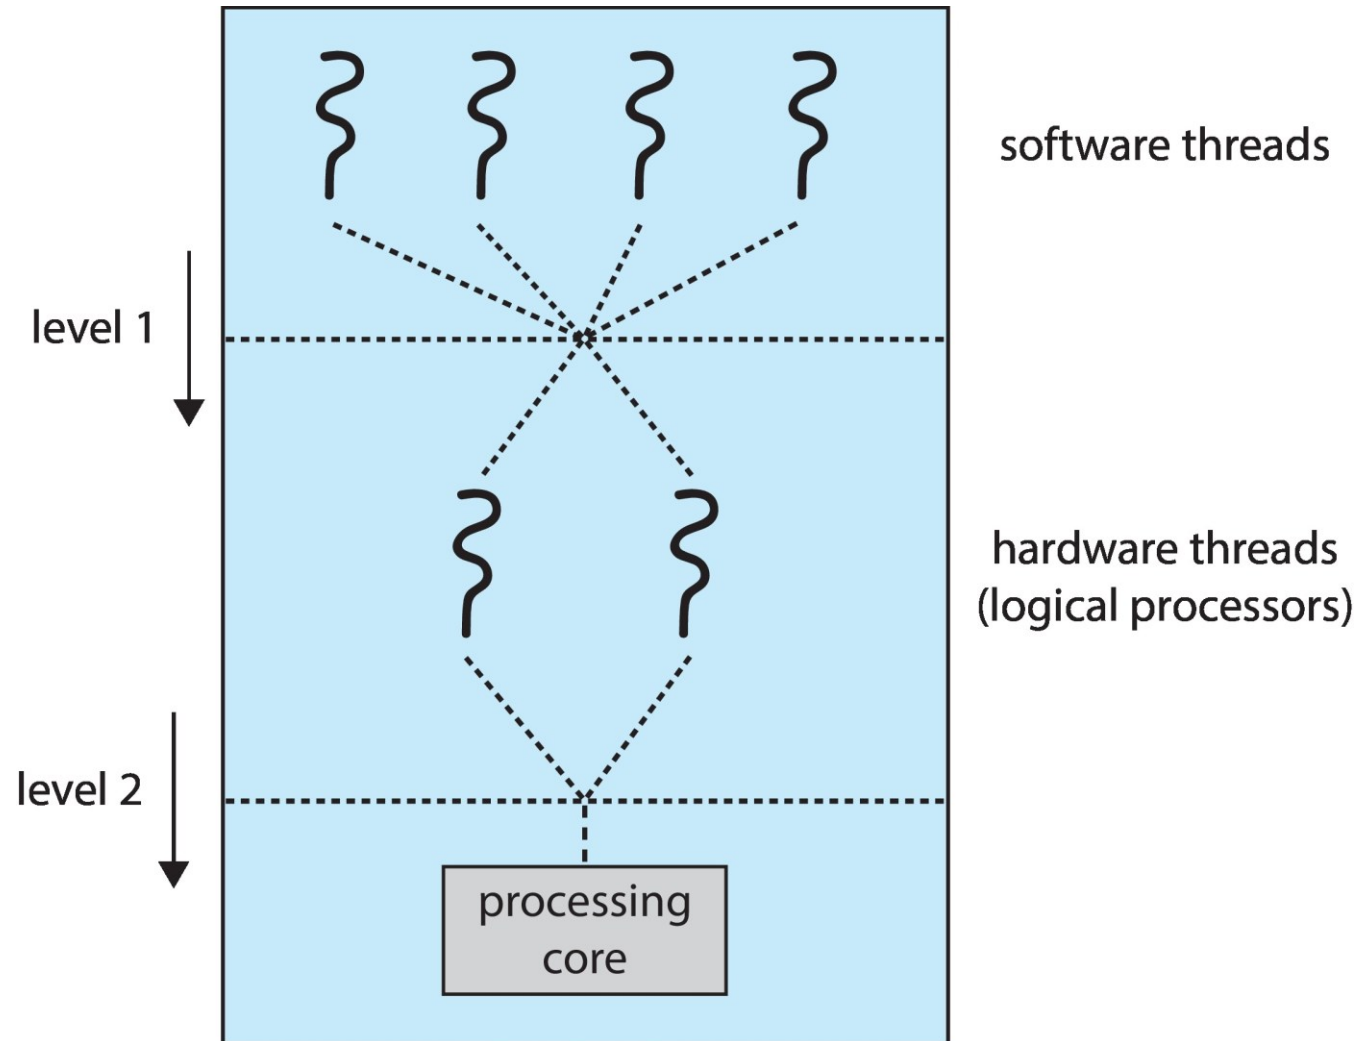 software threads
level 1
hardware threads
(logical processors)
level 2
processing
core